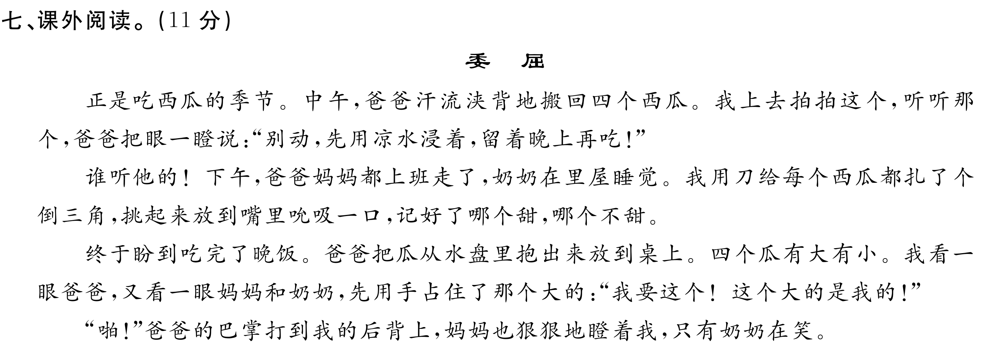 七、课外阅读。(11 分)
委 屈
正是吃西瓜的季节。中午,爸爸汗流浃背地搬回四个西瓜。我上去拍拍这个,听听那
个,爸爸把眼一瞪说:“别动,先用凉水浸着,留着晚上再吃!”
谁听他的! 下午,爸爸妈妈都上班走了,奶奶在里屋睡觉。我用刀给每个西瓜都扎了个
倒三角,挑起来放到嘴里吮吸一口,记好了哪个甜,哪个不甜。
终于盼到吃完了晚饭。爸爸把瓜从水盘里抱出来放到桌上。四个瓜有大有小。我看一
眼爸爸,又看一眼妈妈和奶奶,先用手占住了那个大的:“我要这个! 这个大的是我的!”
“啪!”爸爸的巴掌打到我的后背上,妈妈也狠狠地瞪着我,只有奶奶在笑。